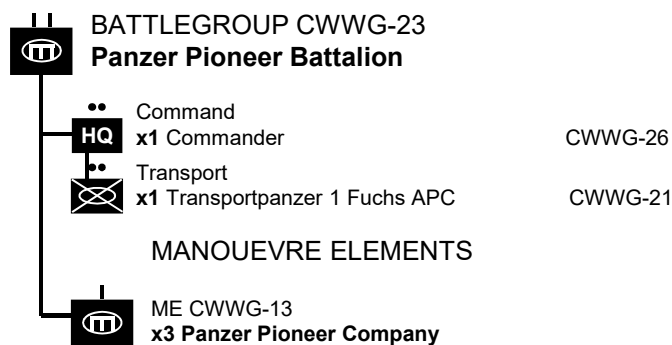 BATTLEGROUP CWWG-23
Panzer Pioneer Battalion
Command
HQ x1 Commander CWWG-26
Transport
x1 Transportpanzer 1 Fuchs APC CWWG-21
MANOUEVRE ELEMENTS
ME CWWG-13
x3 Panzer Pioneer Company